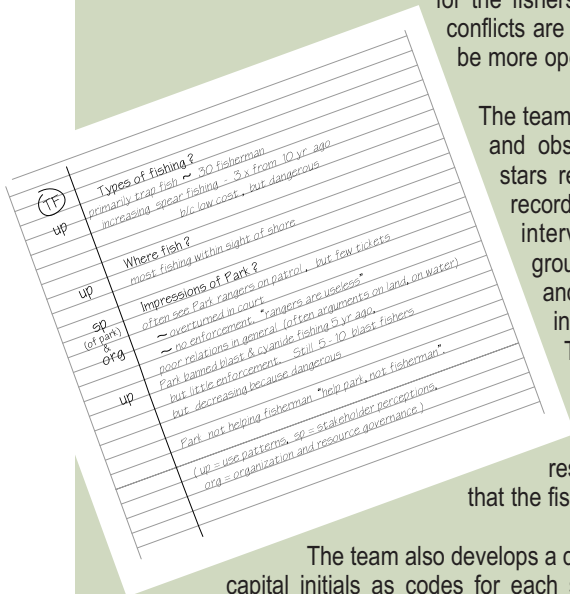 for the fishers
conflicts are
be more ope
The team
and obs
stars re
record
interv
grou
and
in
T
res
that the fis
The team also develops a c
capital initials as codes for each
TF
Types of fishing?
primarily trap fish ~ 30 fisherman
up
increasing spear fishing - 3 x from 10 yr ago
b/c low cost, but dangerous
Where fish?
up
most fishing within sight of shore
Impressions of Park?
sp
(of park)
&
org
often see Park rangers on patrol, but few tickets
~ overturned in court
~ no enforcement, "rangers are useless"
poor relations in general (often arguments on land, on water)
up
Park banned blast & cyanide fishing 5 yr ago,
but little enforcement. Still 5 - 10 blast fishers
but decreasing because dangerous
Park not helping fisherman "help park, not fisherman".
(up = use patterns, sp = stakeholder perceptions,
org = organization and resource governance)